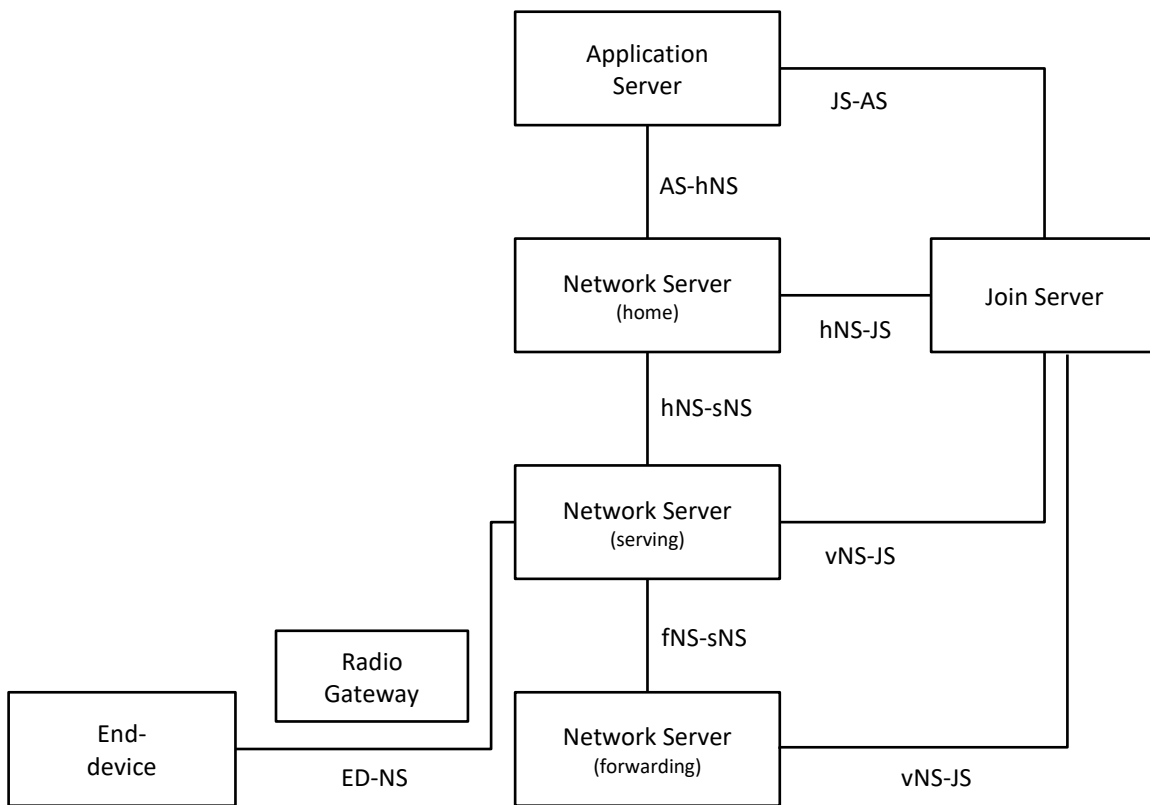 Application
Server
JS-AS
AS-hNS
Network Server
(home)
Join Server
hNS-JS
hNS-sNS
Network Server
(serving)
vNS-JS
fNS-sNS
Radio
Gateway
End-
device
Network Server
(forwarding)
ED-NS
vNS-JS